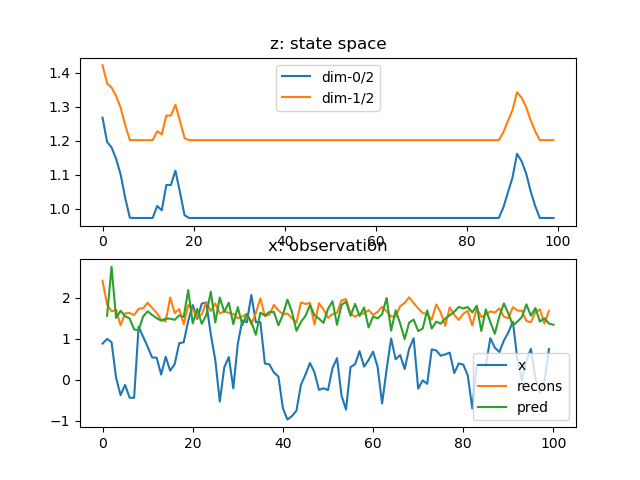 z: state space
1.4
1.3
1.2
1.1
1.0
dim-0/2
dim-1/2
0 20 40 60 80 100
x: observation
2
1
0
−1
x
recons
pred
0 20 40 60 80 100